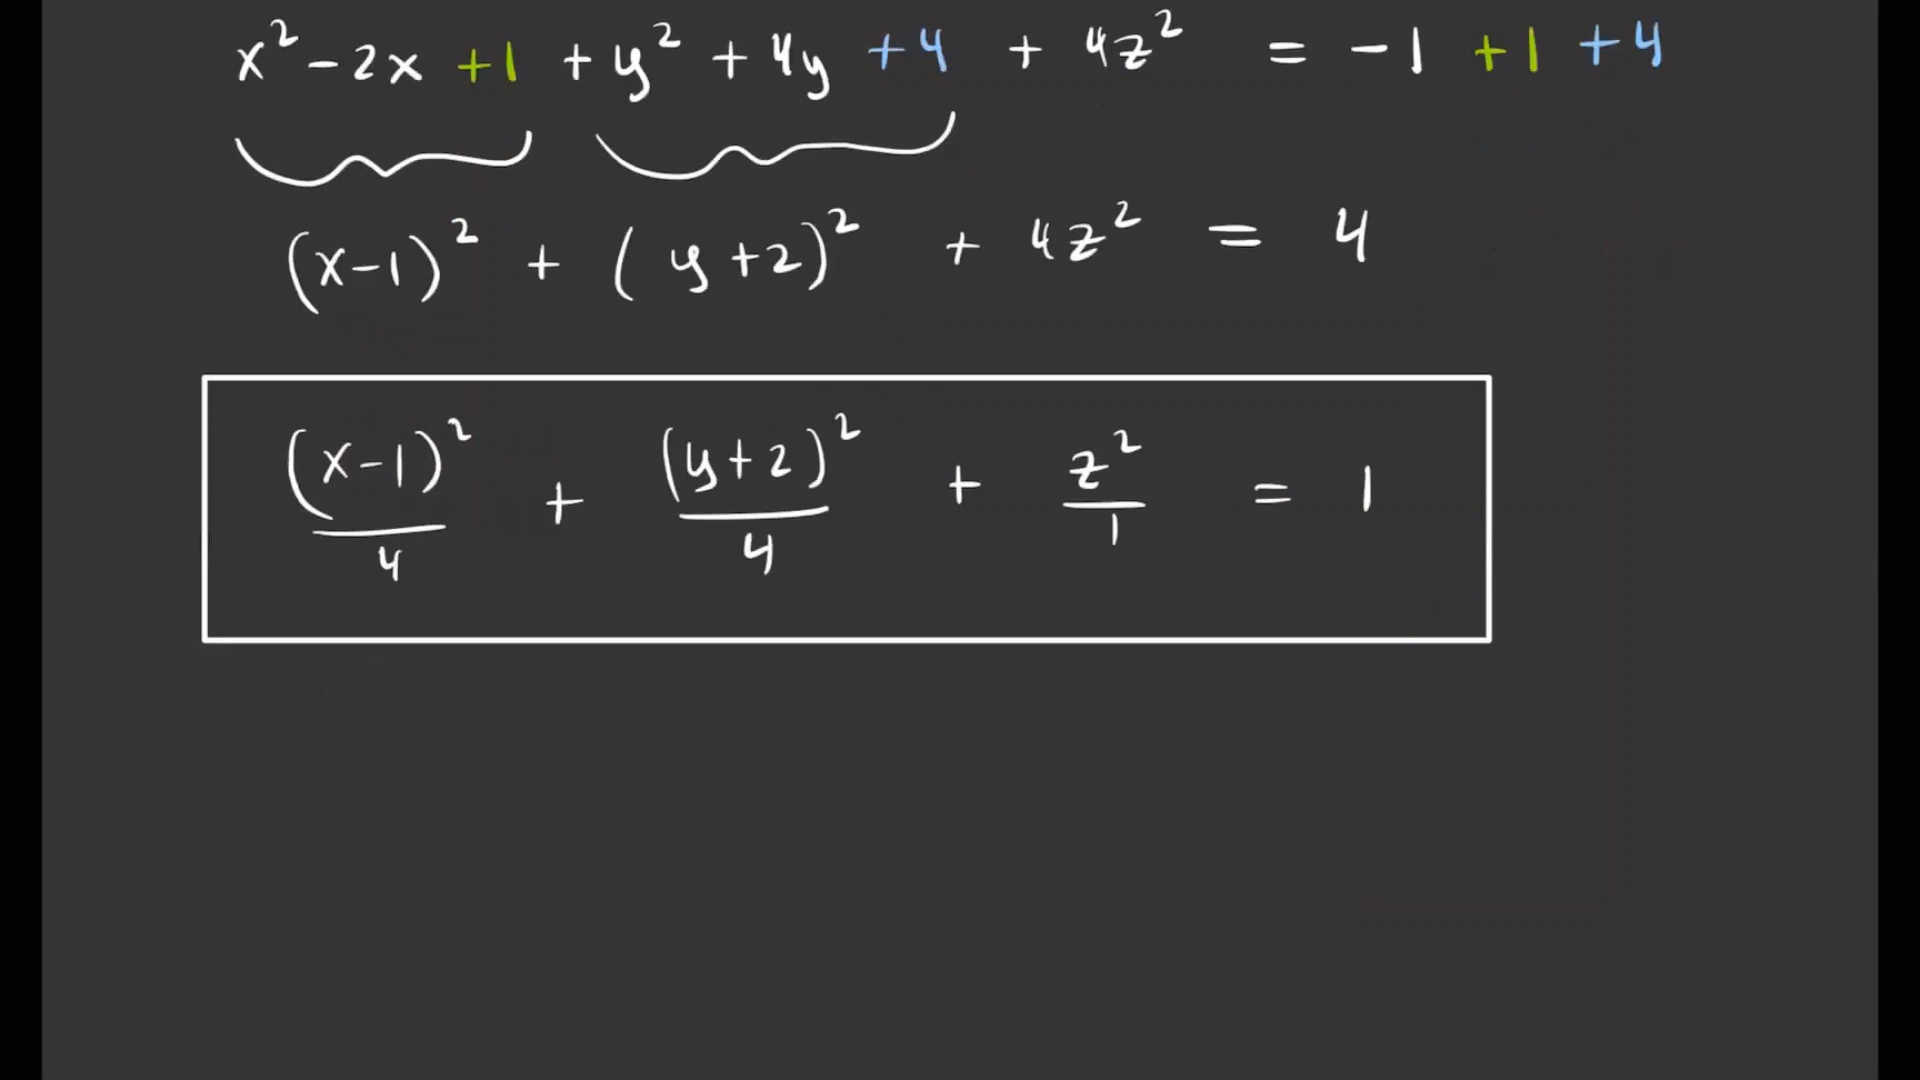 x² - 2x +1 + y² + 4y +4 + 4z² = -1 +1 +4
(x-1)² + (y+2)² + 4z² = 4
(x-1)²/4 + (y+2)²/4 + z²/1 = 1